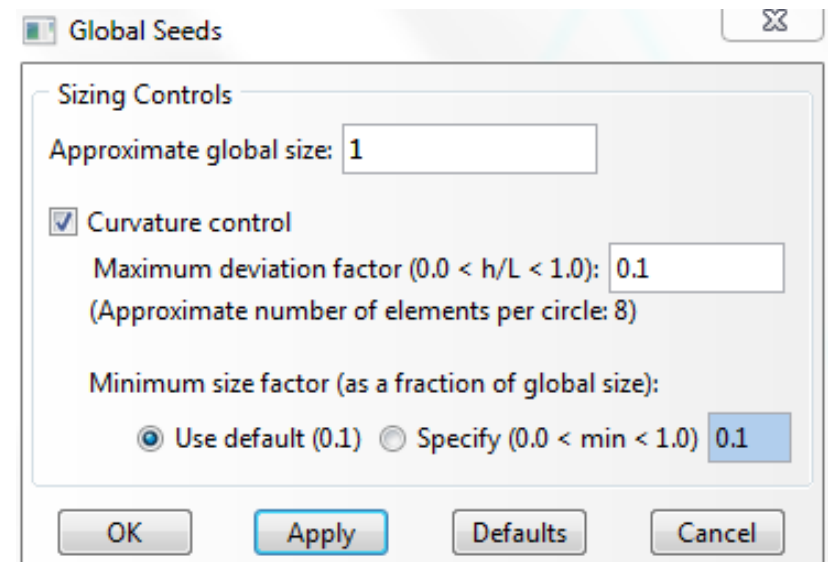 Global Seeds
Sizing Controls
Approximate global size: 1
Curvature control
Maximum deviation factor (0.0 < h/L < 1.0): 0.1
(Approximate number of elements per circle: 8)
Minimum size factor (as a fraction of global size):
Use default (0.1) Specify (0.0 < min < 1.0) 0.1
OK Apply Defaults Cancel